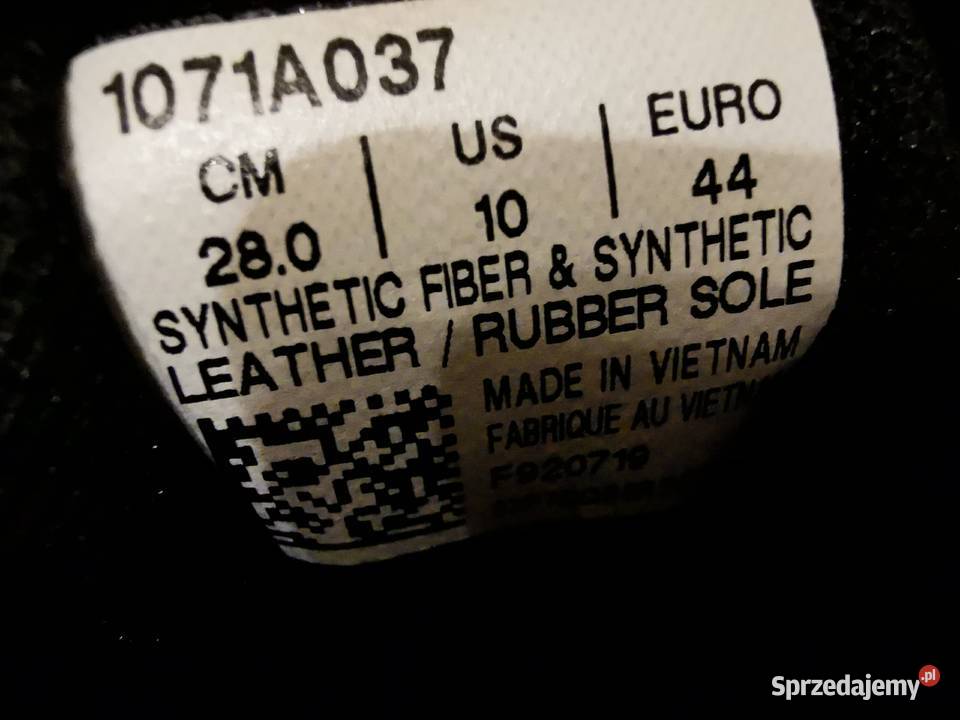 1071A037
CM | US | EURO
28.0 | 10 | 44
SYNTHETIC FIBER & SYNTHETIC
LEATHER / RUBBER SOLE
MADE IN VIETNAM
FABRIQUE AU
F920719
Sprzedajemy.pl